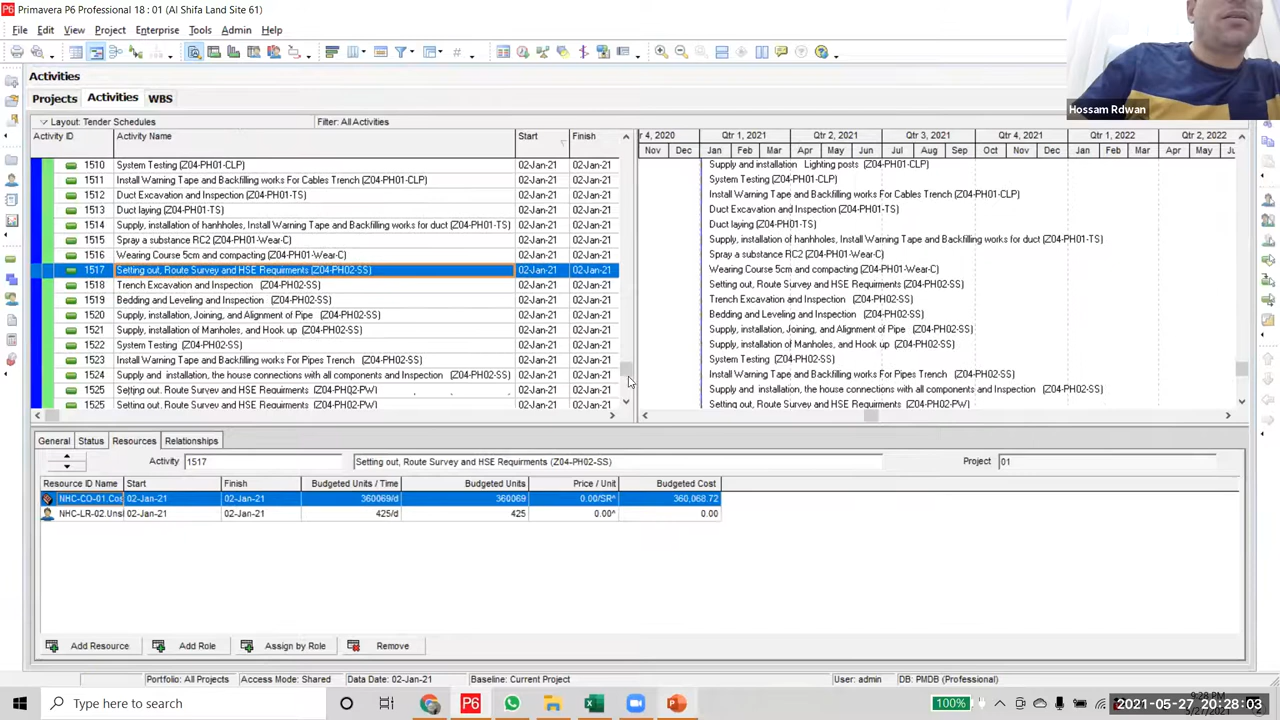 Primavera P6 Professional 18 : 01 (Al Shifa Land Site 61)
File Edit View Project Enterprise Tools Admin Help
Activities
Projects Activities WBS
Layout: Tender Schedules Filter: All Activities
Activity ID Activity Name Start Finish
r 4, 2020 Qtr 1, 2021 Qtr 2, 2021 Qtr 3, 2021 Qtr 4, 2021 Qtr 1, 2022 Qtr 2, 2022
Nov Dec Jan Feb Mar Apr May Jun Jul Aug Sep Oct Nov Dec Jan Feb Mar Apr May
1510 System Testing (Z04-PH01-CLP) 02-Jan-21 02-Jan-21
1511 Install Warning Tape and Backfilling works For Cables Trench (Z04-PH01-CLP) 02-Jan-21 02-Jan-21
1512 Duct Excavation and Inspection (Z04-PH01-TS) 02-Jan-21 02-Jan-21
1513 Duct laying (Z04-PH01-TS) 02-Jan-21 02-Jan-21
1514 Supply, installation of hanhholes, Install Warning Tape and Backfilling works for duct (Z04-PH01-TS) 02-Jan-21 02-Jan-21
1515 Spray a substance RC2 (Z04-PH01-Wear-C) 02-Jan-21 02-Jan-21
1516 Wearing Course 5cm and compacting (Z04-PH01-Wear-C) 02-Jan-21 02-Jan-21
1517 Setting out, Route Survey and HSE Requirments (Z04-PH02-SS) 02-Jan-21 02-Jan-21
1518 Trench Excavation and Inspection (Z04-PH02-SS) 02-Jan-21 02-Jan-21
1519 Bedding and Leveling and Inspection (Z04-PH02-SS) 02-Jan-21 02-Jan-21
1520 Supply, installation, Joining, and Alignment of Pipe (Z04-PH02-SS) 02-Jan-21 02-Jan-21
1521 Supply, installation of Manholes, and Hook up (Z04-PH02-SS) 02-Jan-21 02-Jan-21
1522 System Testing (Z04-PH02-SS) 02-Jan-21 02-Jan-21
1523 Install Warning Tape and Backfilling works For Pipes Trench (Z04-PH02-SS) 02-Jan-21 02-Jan-21
1524 Supply and installation, the house connections with all components and Inspection (Z04-PH02-SS) 02-Jan-21 02-Jan-21
1525 Setting out, Route Survey and HSE Requirments (Z04-PH02-PW) 02-Jan-21 02-Jan-21
1525 Setting out, Route Survey and HSE Requirments (Z04-PH02-PW) 02-Jan-21 02-Jan-21
Supply and installation Lighting posts (Z04-PH01-CLP)
System Testing (Z04-PH01-CLP)
Install Warning Tape and Backfilling works For Cables Trench (Z04-PH01-CLP)
Duct Excavation and Inspection (Z04-PH01-TS)
Duct laying (Z04-PH01-TS)
Supply, installation of hanhholes, Install Warning Tape and Backfilling works for duct (Z04-PH01-TS)
Spray a substance RC2 (Z04-PH01-Wear-C)
Wearing Course 5cm and compacting (Z04-PH01-Wear-C)
Setting out, Route Survey and HSE Requirments (Z04-PH02-SS)
Trench Excavation and Inspection (Z04-PH02-SS)
Bedding and Leveling and Inspection (Z04-PH02-SS)
Supply, installation, Joining, and Alignment of Pipe (Z04-PH02-SS)
Supply, installation of Manholes, and Hook up (Z04-PH02-SS)
System Testing (Z04-PH02-SS)
Install Warning Tape and Backfilling works For Pipes Trench (Z04-PH02-SS)
Supply and installation, the house connections with all components and Inspection (Z04-PH02-SS)
Setting out, Route Survey and HSE Requirments (Z04-PH02-PW)
Hossam Rdwan
General Status Resources Relationships
Activity 1517 Setting out, Route Survey and HSE Requirments (Z04-PH02-SS) Project 01
Resource ID Name Start Finish Budgeted Units / Time Budgeted Units Price / Unit Budgeted Cost
NHC-CO-01.Cos 02-Jan-21 02-Jan-21 360069/d 360069 0.00/SR^ 360,068.72
NHC-LR-02.Uns 02-Jan-21 02-Jan-21 425/d 425 0.00^ 0.00
Add Resource Add Role Assign by Role Remove
Portfolio: All Projects Access Mode: Shared Data Date: 02-Jan-21 Baseline: Current Project User: admin DB: PMDB (Professional)
Type here to search
100%
2021-05-27 20:28:03